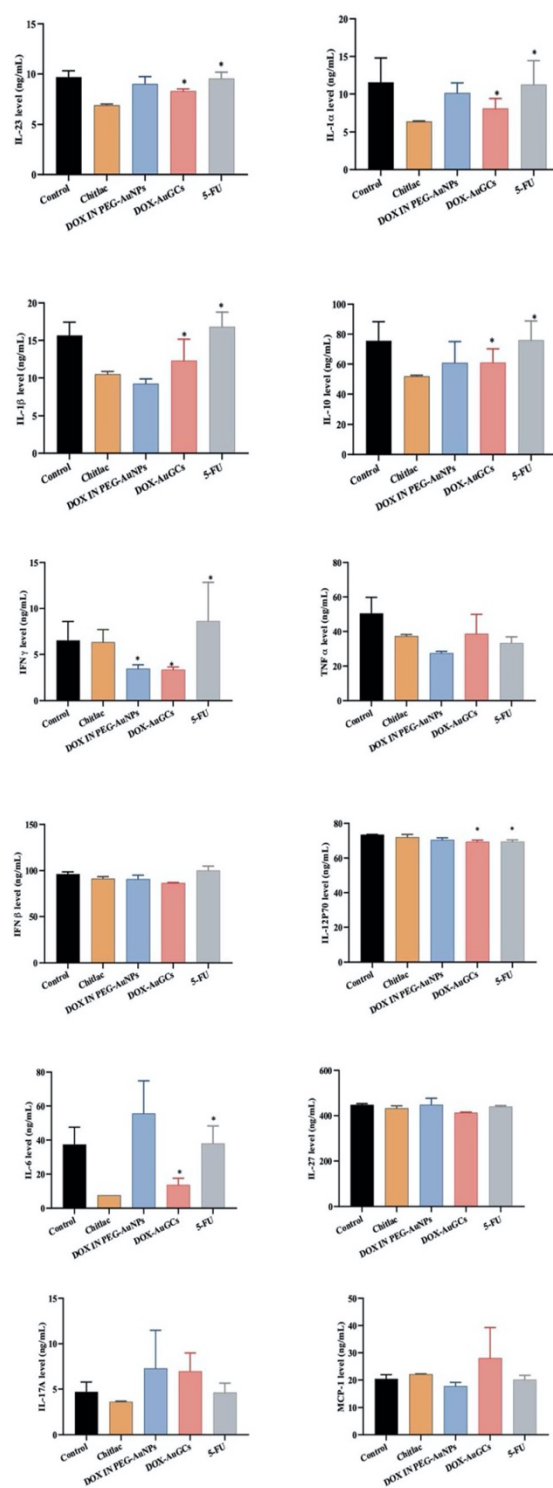 IL-23 level (ng/mL)
15
10
5
0
*
*
Control
Chitlac
DOX IN PEG-AuNPs
DOX-AuGCs
5-FU
IL-1α level (ng/mL)
20
15
10
5
0
*
*
Control
Chitlac
DOX IN PEG-AuNPs
DOX-AuGCs
5-FU
IL-1β level (ng/mL)
20
15
10
5
0
*
*
Control
Chitlac
DOX IN PEG-AuNPs
DOX-AuGCs
5-FU
IL-10 level (ng/mL)
100
80
60
40
20
0
*
*
Control
Chitlac
DOX IN PEG-AuNPs
DOX-AuGCs
5-FU
IFN γ level (ng/mL)
15
10
5
0
*
*
*
Control
Chitlac
DOX IN PEG-AuNPs
DOX-AuGCs
5-FU
TNF α level (ng/mL)
80
60
40
20
0
Control
Chitlac
DOX IN PEG-AuNPs
DOX-AuGCs
5-FU
IFN β level (ng/mL)
150
100
50
0
Control
Chitlac
DOX IN PEG-AuNPs
DOX-AuGCs
5-FU
IL-12P70 level (ng/mL)
80
60
40
20
0
*
*
Control
Chitlac
DOX IN PEG-AuNPs
DOX-AuGCs
5-FU
IL-6 level (ng/mL)
80
60
40
20
0
*
*
Control
Chitlac
DOX IN PEG-AuNPs
DOX-AuGCs
5-FU
IL-27 level (ng/mL)
600
400
200
0
Control
Chitlac
DOX IN PEG-AuNPs
DOX-AuGCs
5-FU
IL-17A level (ng/mL)
15
10
5
0
Control
Chitlac
DOX IN PEG-AuNPs
DOX-AuGCs
5-FU
MCP-1 level (ng/mL)
50
40
30
20
10
0
Control
Chitlac
DOX IN PEG-AuNPs
DOX-AuGCs
5-FU